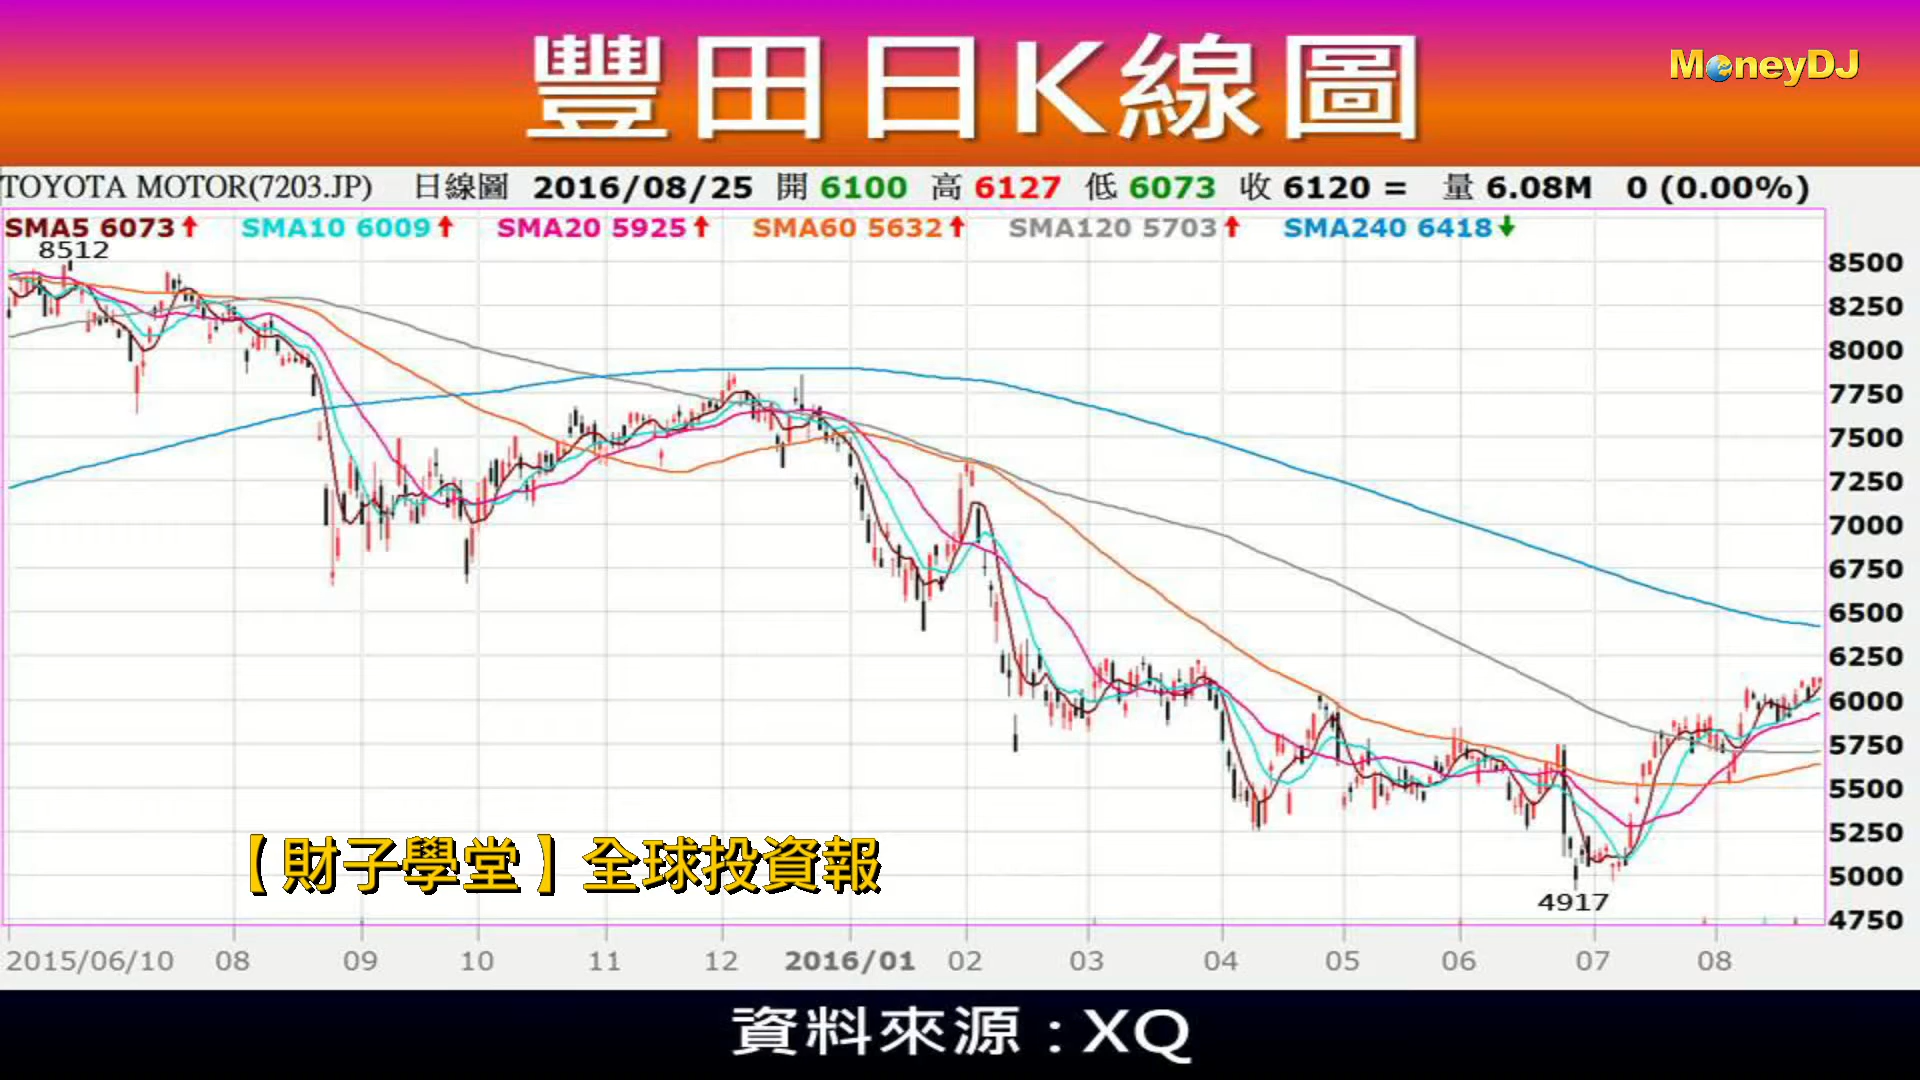 豐田日K線圖
MoneyDJ
TOYOTA MOTOR(7203.JP) 日線圖 2016/08/25 開 6100 高 6127 低 6073 收 6120 = 量 6.08M 0 (0.00%)
SMA5 6073↑ SMA10 6009↑ SMA20 5925↑ SMA60 5632↑ SMA120 5703↑ SMA240 6418↓
8512
8500
8250
8000
7750
7500
7250
7000
6750
6500
6250
6000
5750
5500
5250
5000
4750
【財子學堂】全球投資報
4917
2015/06/10 08 09 10 11 12 2016/01 02 03 04 05 06 07 08
資料來源：XQ